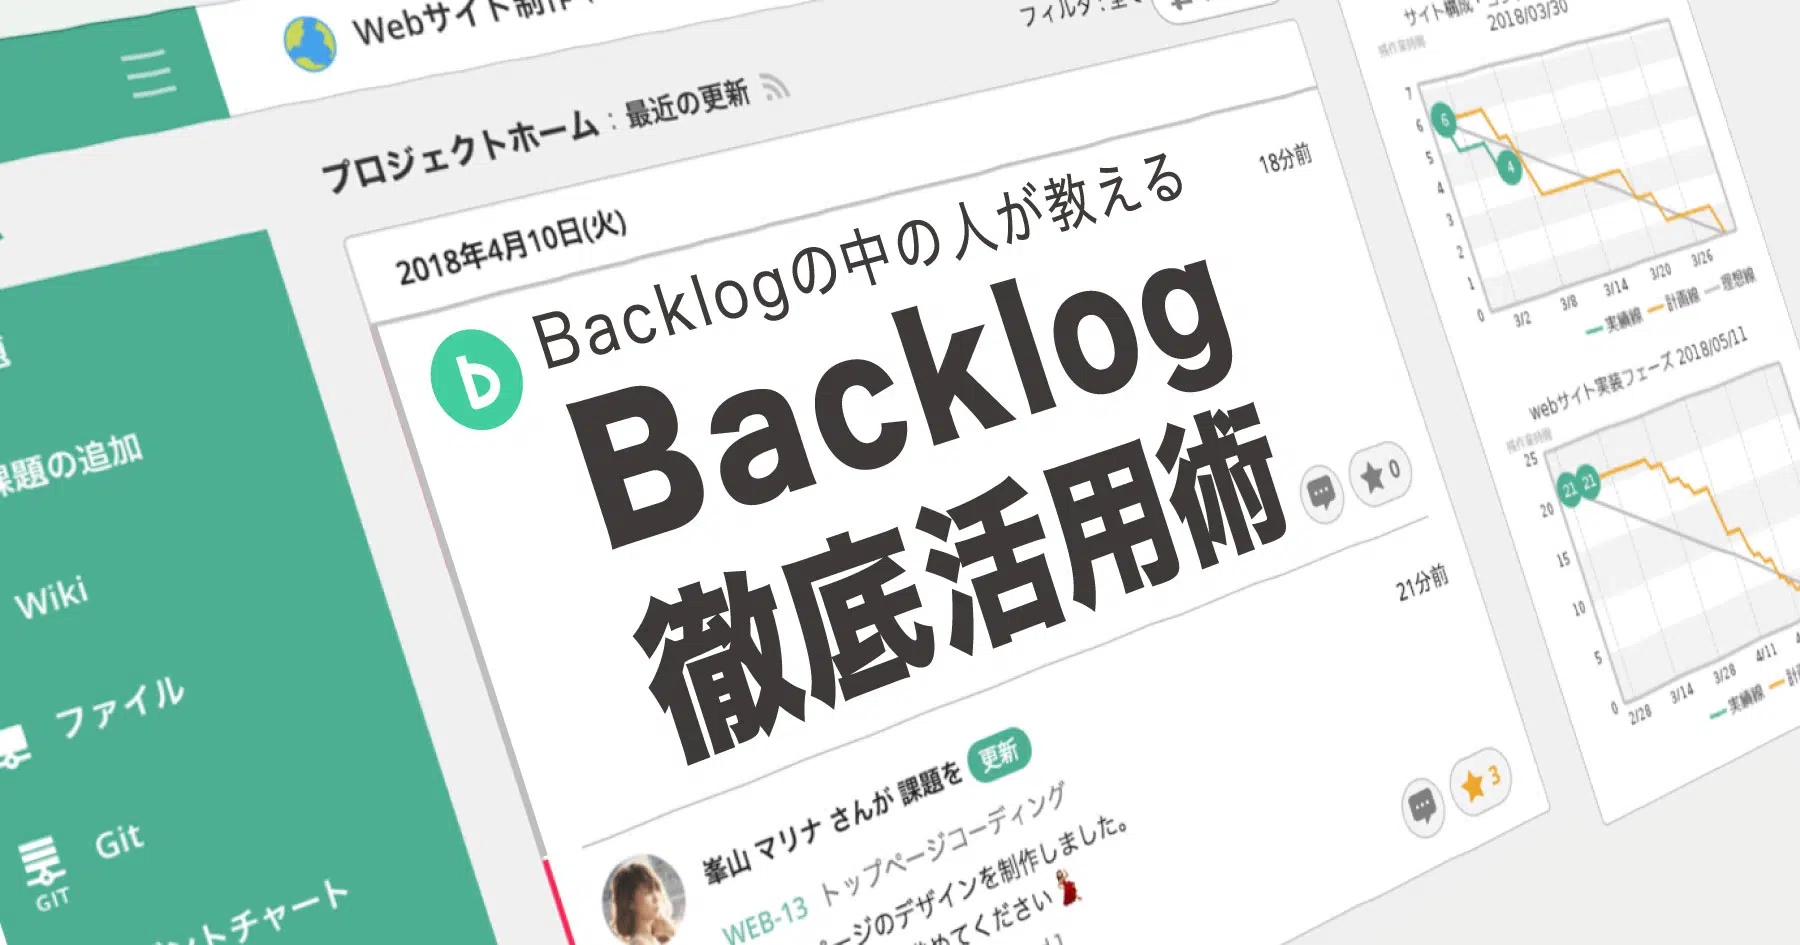 Webサイト制作
フィルタ：全て
プロジェクトホーム：最近の更新
2018年4月10日(火)
18分前
Backlogの中の人が教える
Backlog
徹底活用術
0
21分前
峯山 マリナ さんが 課題を 更新
WEB-13 トップページコーディング
ページのデザインを制作しました。
めてください
3
課題の追加
Wiki
ファイル
Git
GIT
ガントチャート
2018/03/30
7
6
5
4
3
2
1
0
6
4
3/2
3/8
3/14
3/20
3/26
実績線 計画線 理想線
webサイト実装フェーズ 2018/05/11
25
20
15
10
5
0
21
21
2/28
3/14
3/28
4/11
実績線